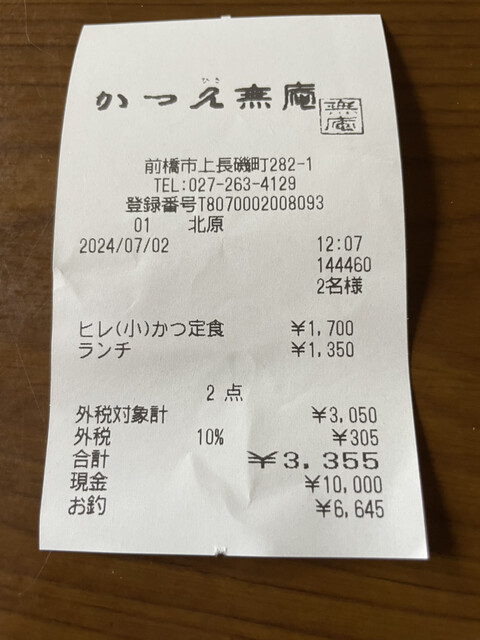 かつ久無庵
ひさ
無庵
前橋市上長磯町282-1
TEL:027-263-4129
登録番号T8070002008093
01 北原
2024/07/02 12:07
144460
2名様
ヒレ(小)かつ定食 ¥1,700
ランチ ¥1,350
2 点
外税対象計 ¥3,050
外税 10% ¥305
合計 ¥3,355
現金 ¥10,000
お釣 ¥6,645